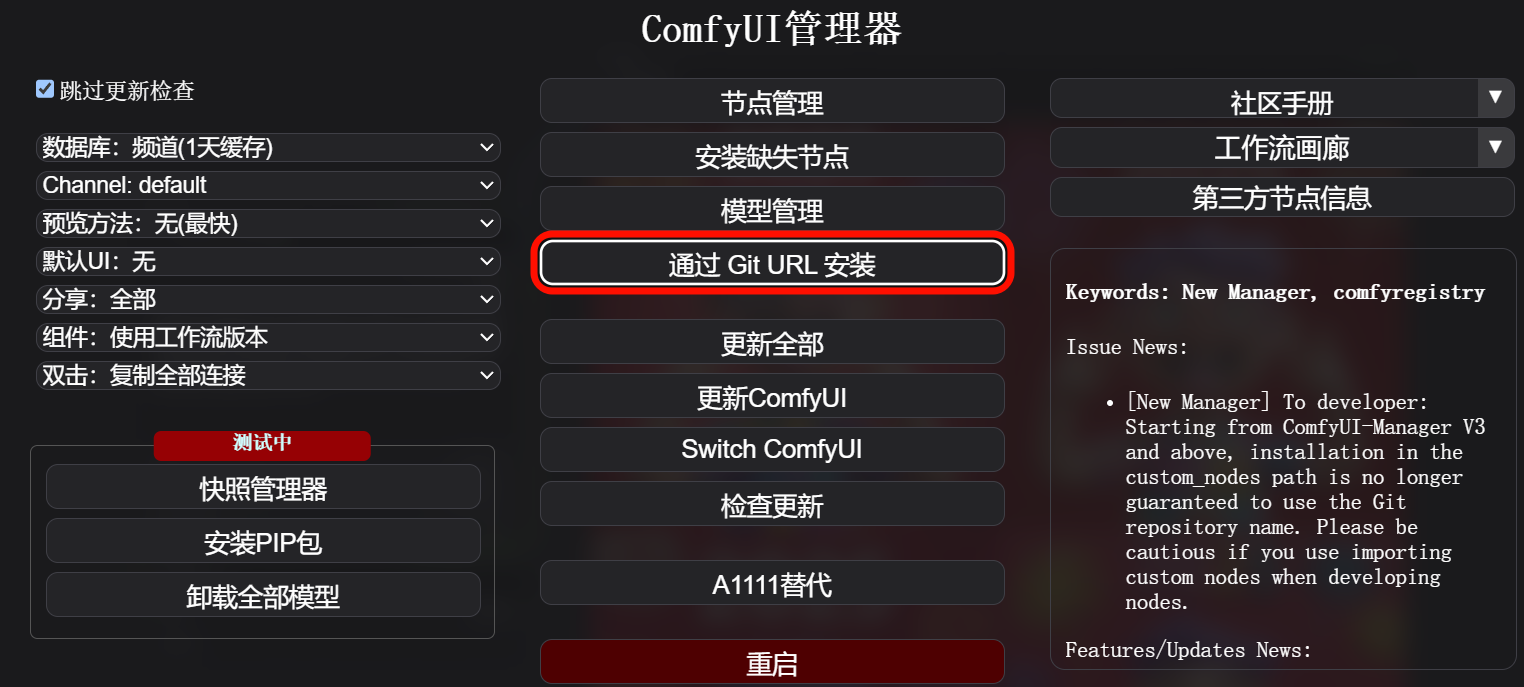 ComfyUI管理器
跳过更新检查
数据库：频道(1天缓存)
Channel: default
预览方法：无(最快)
默认UI：无
分享：全部
组件：使用工作流版本
双击：复制全部连接
测试中
快照管理器
安装PIP包
卸载全部模型
节点管理
安装缺失节点
模型管理
通过 Git URL 安装
更新全部
更新ComfyUI
Switch ComfyUI
检查更新
A1111替代
重启
社区手册
工作流画廊
第三方节点信息
Keywords: New Manager, comfyregistry
Issue News:
• [New Manager] To developer:
Starting from ComfyUI-Manager V3
and above, installation in the
custom_nodes path is no longer
guaranteed to use the Git
repository name. Please be
cautious if you use importing
custom nodes when developing
nodes.
Features/Updates News: